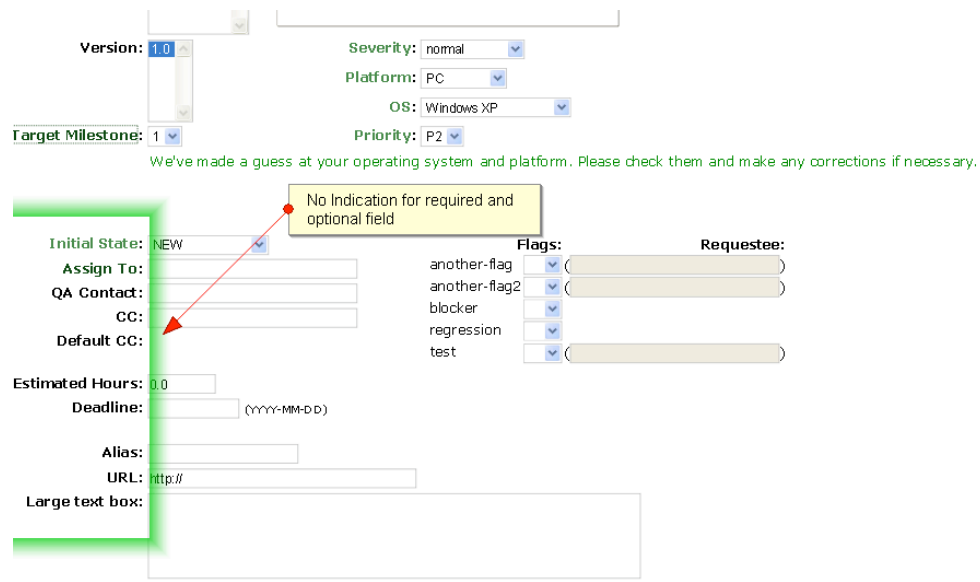 Version: 1.0 Severity: normal
Platform: PC
OS: Windows XP
Target Milestone: 1 Priority: P2
We've made a guess at your operating system and platform. Please check them and make any corrections if necessary.
No Indication for required and
optional field
Initial State: NEW Flags: Requestee:
Assign To: another-flag ( )
QA Contact: another-flag2 ( )
CC: blocker
Default CC: regression
test ( )
Estimated Hours: 0.0
Deadline: (YYYY-MM-DD)
Alias:
URL: http://
Large text box: